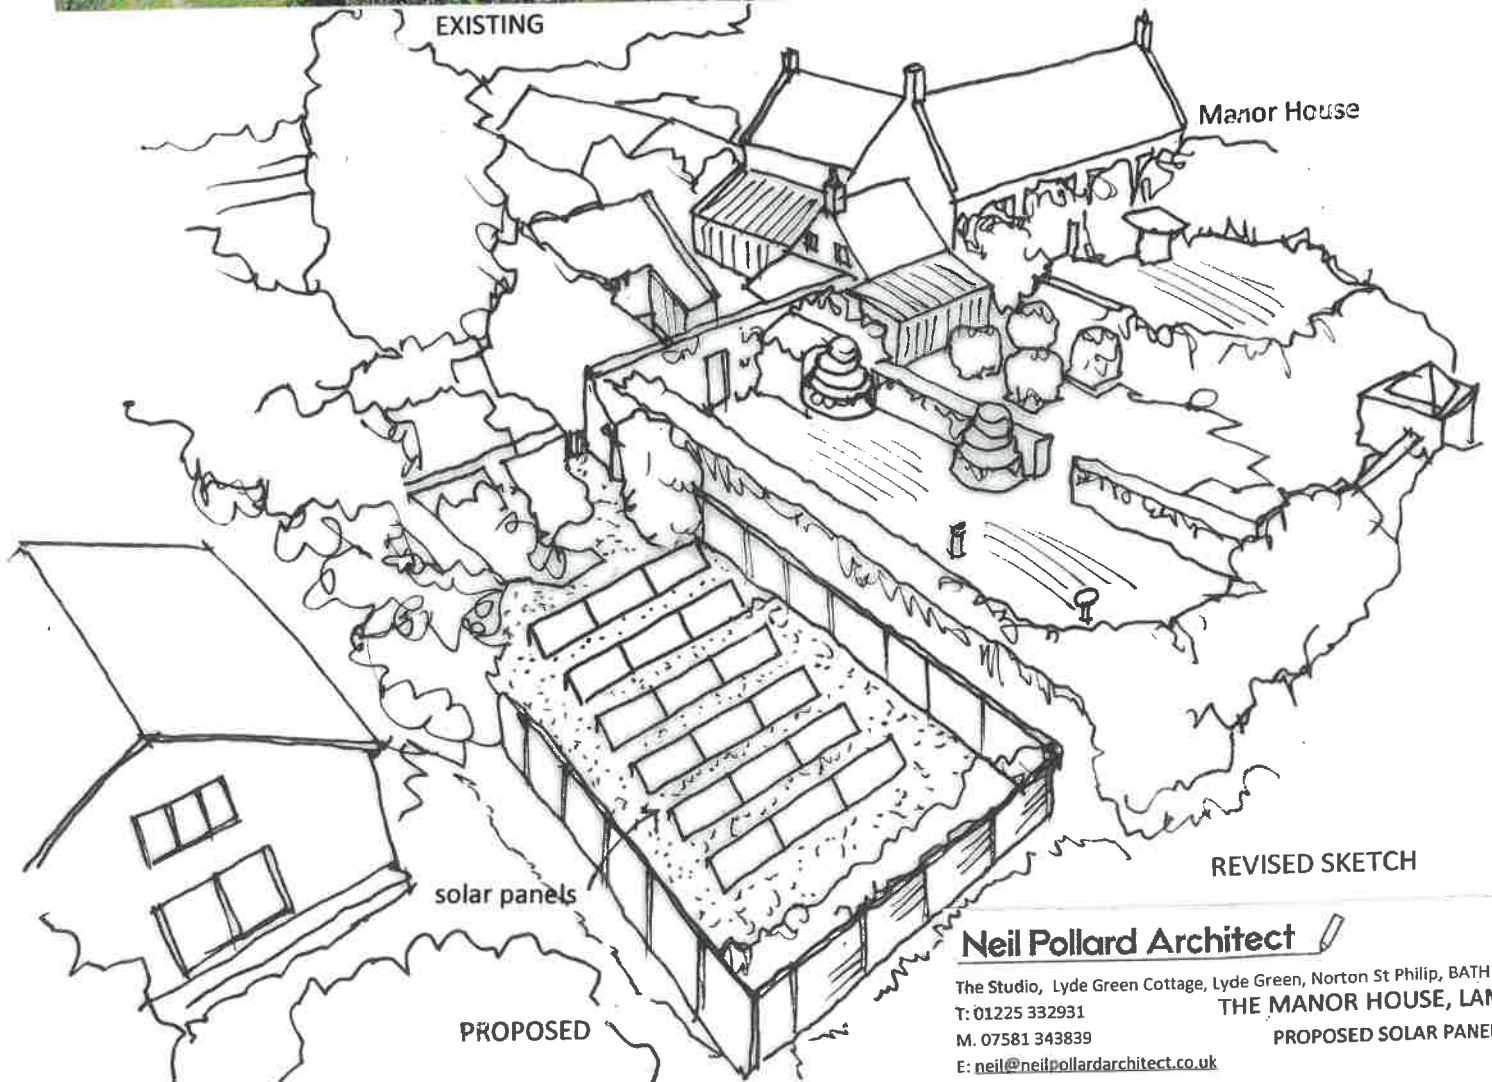 EXISTING
Manor House
solar panels
REVISED SKETCH
PROPOSED
Neil Pollard Architect
The Studio, Lyde Green Cottage, Lyde Green, Norton St Philip, BATH
T: 01225 332931
THE MANOR HOUSE,
M. 07581 343839
PROPOSED SOLAR
E: neil@neilpollardarchitect.co.uk